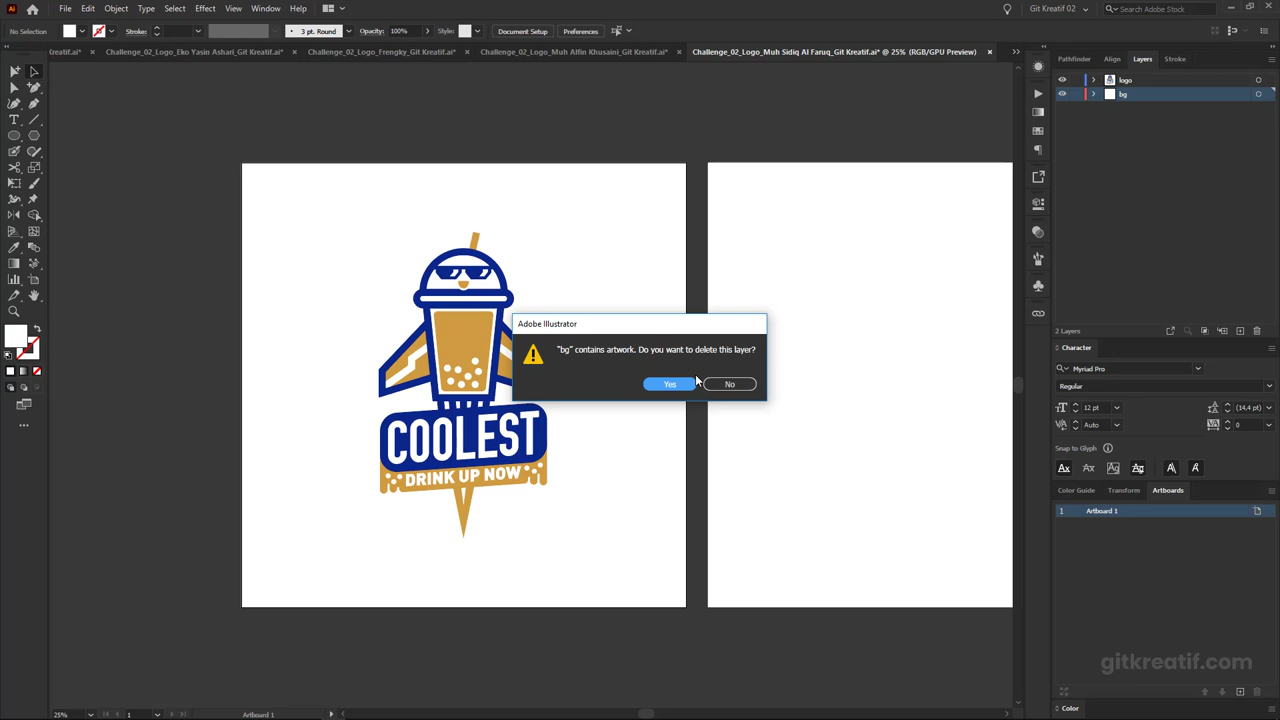 Ai File Edit Object Type Select Effect View Window Help Git Kreatif 02 Search Adobe Stock
No Selection Stroke: 3 pt. Round Opacity: 100% Style: Document Setup Preferences
Kreatif.ai* × Challenge_02_Logo_Eko Yasin Ashari_Git Kreatif.ai* × Challenge_02_Logo_Frengky_Git Kreatif.ai* × Challenge_02_Logo_Muh Alfin Khusaini_Git Kreatif.ai* × Challenge_02_Logo_Muh Sidiq Al Faruq_Git Kreatif.ai* @ 25% (RGB/GPU Preview) ×
Pathfinder Align Layers Stroke
logo
bg
Adobe Illustrator
"bg" contains artwork. Do you want to delete this layer?
Yes No
COOLEST
DRINK UP NOW
2 Layers
Character
Myriad Pro
Regular
12 pt (14,4 pt)
Auto 0
Snap to Glyph
Color Guide Transform Artboards
1 Artboard 1
gitkreatif.com
Color
25% 1 Artboard 1